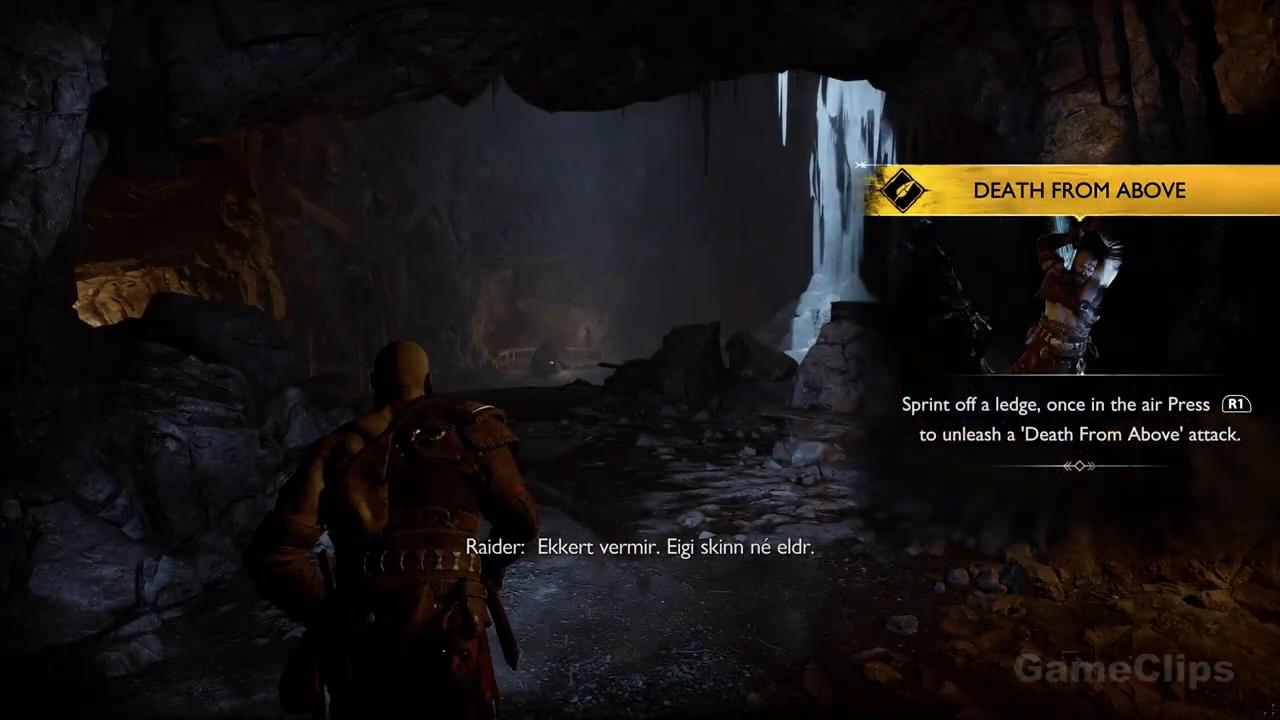 DEATH FROM ABOVE
Sprint off a ledge, once in the air Press R1
to unleash a 'Death From Above' attack.
Raider: Ekkert vermir. Eigi skinn né eldr.
GameClips